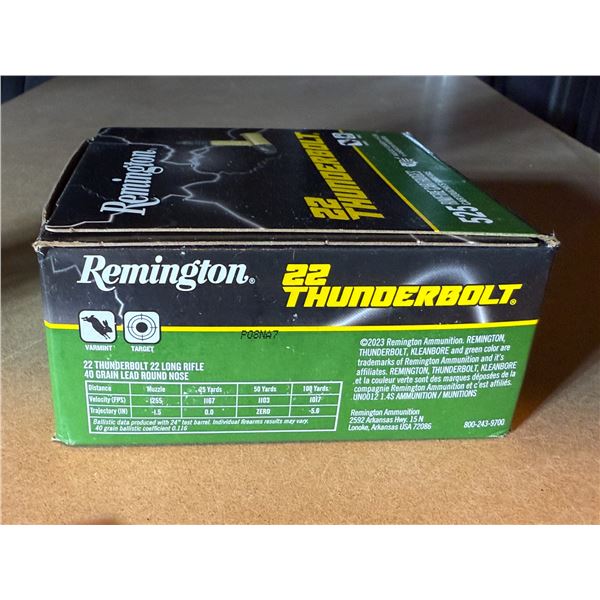 Remington
22
THUNDERBOLT
525
Remington®
22
THUNDERBOLT®
P08NA7
VARMINT
TARGET
22 THUNDERBOLT 22 LONG RIFLE
40 GRAIN LEAD ROUND NOSE
Distance Muzzle 25 Yards 50 Yards 100 Yards
Velocity (FPS) 1255 1167 1103 1017
Trajectory (IN) -1.5 0.0 ZERO -5.0
Ballistic data produced with 24" test barrel. Individual firearms results may vary.
40 grain ballistic coefficient 0.116
©2023 Remington Ammunition. REMINGTON,
THUNDERBOLT, KLEANBORE and green color are
trademarks of Remington Ammunition and it's
affiliates. REMINGTON, THUNDERBOLT, KLEANBORE
et la couleur verte sont des marques déposées de la
compagnie Remington Ammunition et c'est affiliés.
UN0012 1.4S AMMUNITION / MUNITIONS
Remington Ammunition
2592 Arkansas Hwy. 15 N
Lonoke, Arkansas USA 72086
800-243-9700